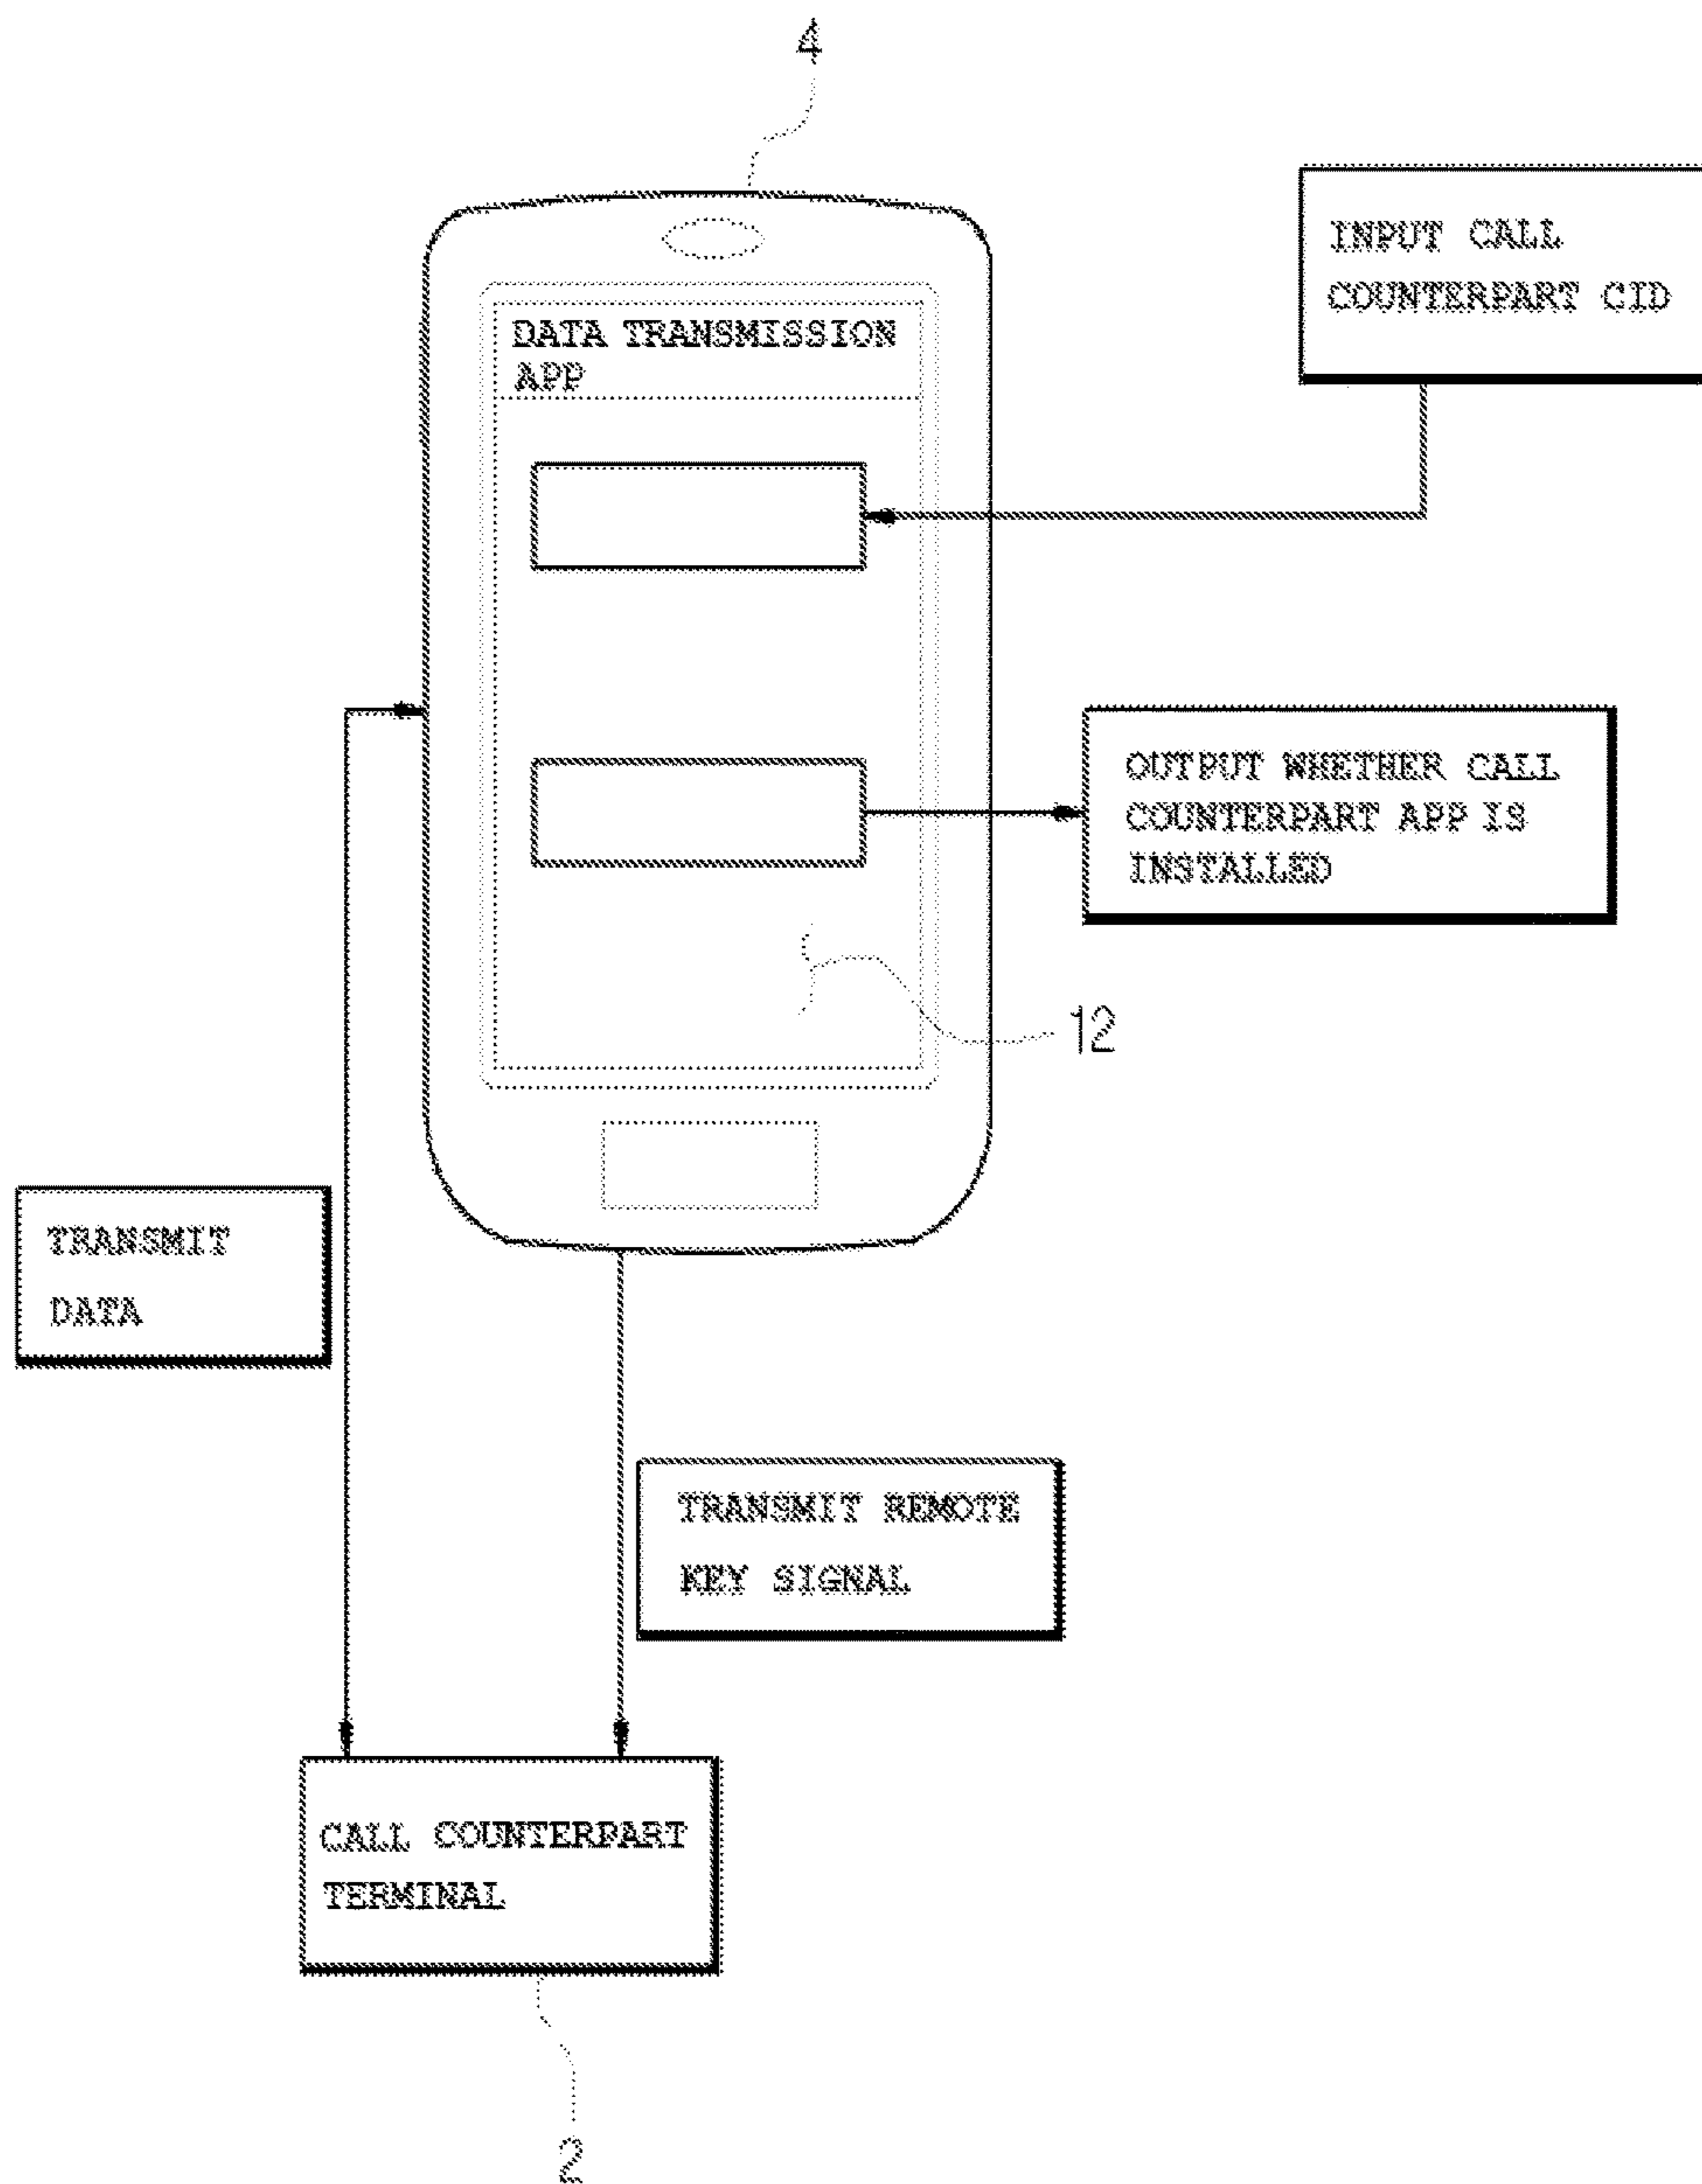 4
INPUT CALL
COUNTERPART CID
DATA TRANSMISSION
APP
OUTPUT WHETHER CALL
COUNTERPART APP IS
INSTALLED
12
TRANSMIT
DATA
TRANSMIT REMOTE
KEY SIGNAL
CALL COUNTERPART
TERMINAL
2